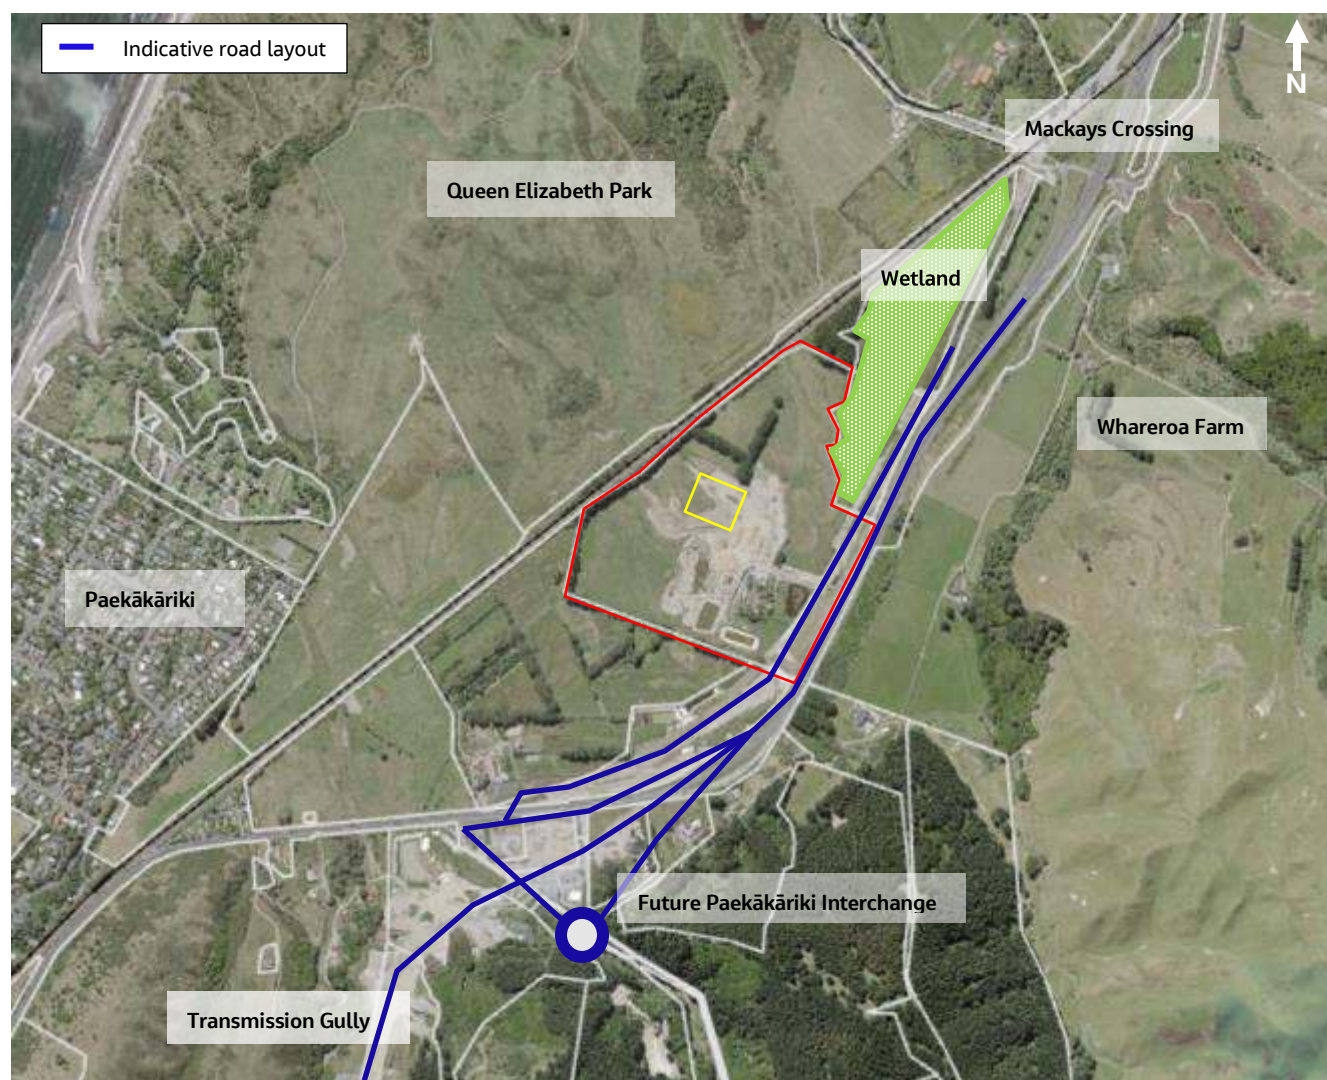 Indicative road layout
N
Mackays Crossing
Queen Elizabeth Park
Wetland
Whareroa Farm
Paekākāriki
Future Paekākāriki Interchange
Transmission Gully